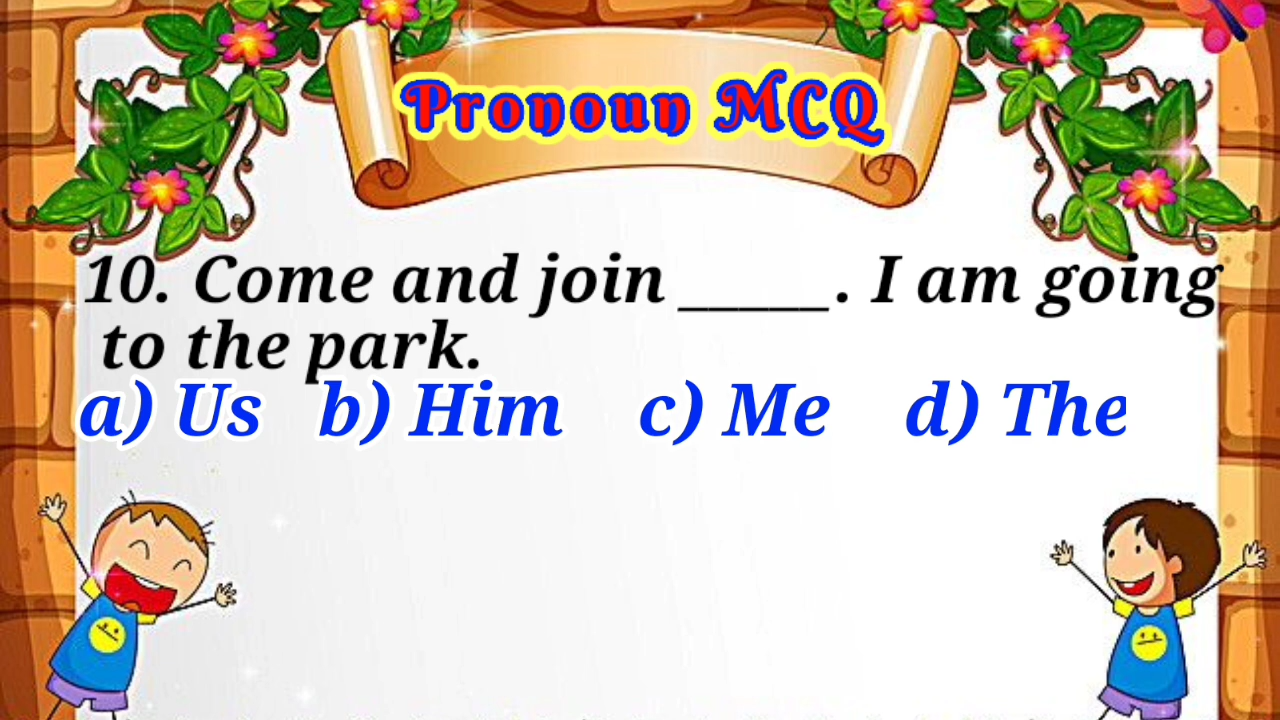 Pronoun MCQ
10. Come and join _____. I am going
to the park.
a) Us b) Him c) Me d) The